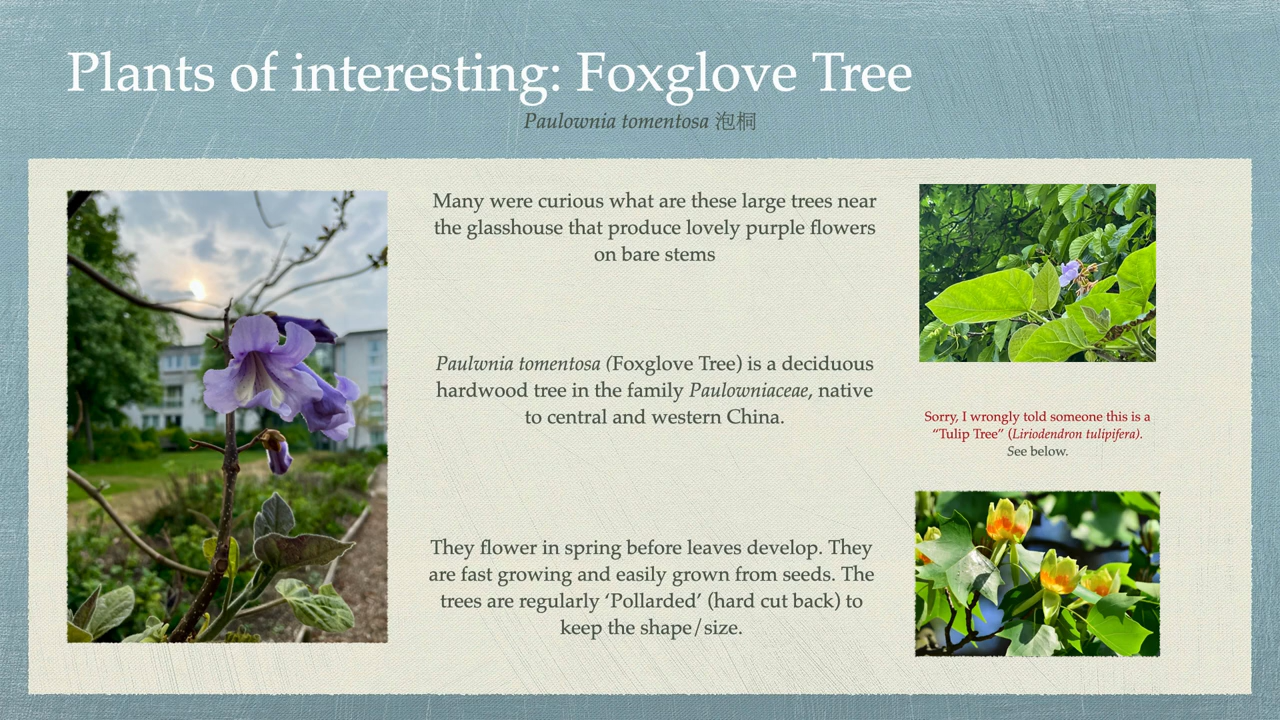 Plants of interesting: Foxglove Tree
Paulownia tomentosa 泡桐
Many were curious what are these large trees near
the glasshouse that produce lovely purple flowers
on bare stems
Paulwnia tomentosa (Foxglove Tree) is a deciduous
hardwood tree in the family Paulowniaceae, native
to central and western China.
They flower in spring before leaves develop. They
are fast growing and easily grown from seeds. The
trees are regularly ‘Pollarded’ (hard cut back) to
keep the shape/size.
Sorry, I wrongly told someone this is a
“Tulip Tree” (Liriodendron tulipifera).
See below.